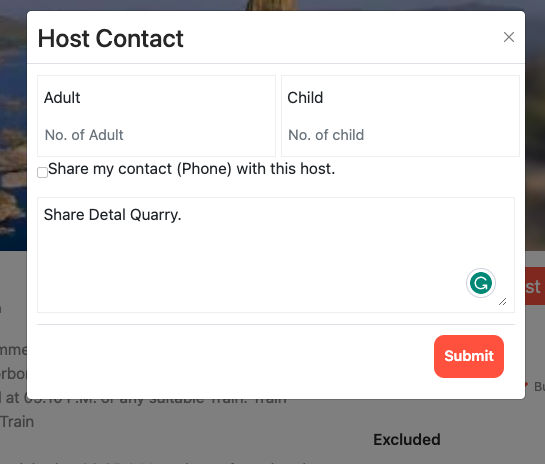 Host Contact
×
Adult
Child
No. of Adult
No. of child
Share my contact (Phone) with this host.
Share Detal Quarry.
st
Submit
Train
Excluded